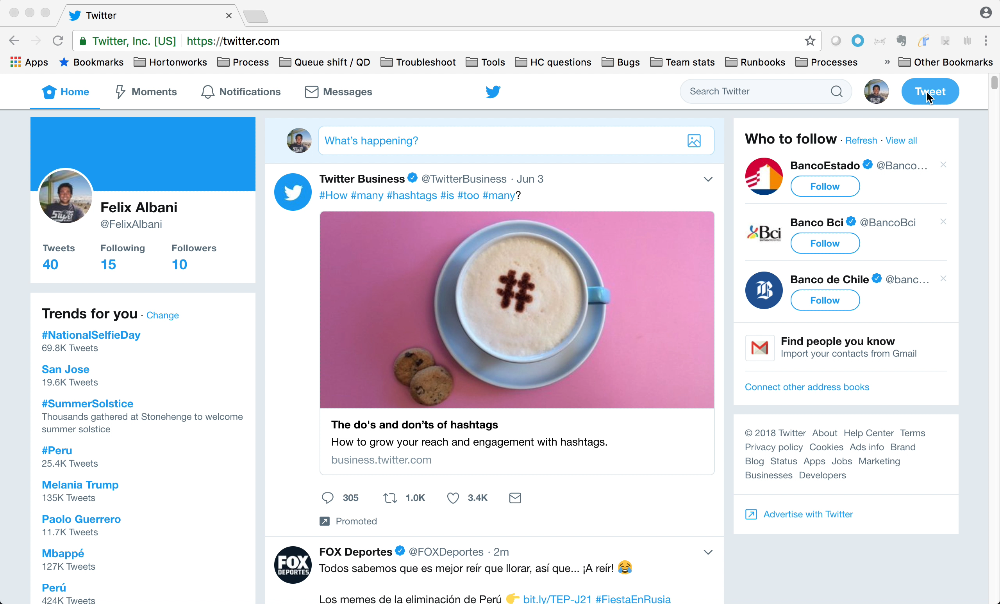 Twitter
Twitter, Inc. [US] https://twitter.com
Apps Bookmarks Hortonworks Process Queue shift / QD Troubleshoot Tools HC questions Bugs Team stats Runbooks Processes » Other Bookmarks
Home Moments Notifications Messages Search Twitter Tweet
Felix Albani
@FelixAlbani
Tweets Following Followers
40 15 10
Trends for you · Change
#NationalSelfieDay
69.8K Tweets
San Jose
19.6K Tweets
#SummerSolstice
Thousands gathered at Stonehenge to welcome
summer solstice
#Peru
25.4K Tweets
Melania Trump
135K Tweets
Paolo Guerrero
11.7K Tweets
Mbappé
127K Tweets
Perú
424K Tweets
What’s happening?
Twitter Business @TwitterBusiness · Jun 3
#How #many #hashtags #is #too #many?
#
The do's and don’ts of hashtags
How to grow your reach and engagement with hashtags.
business.twitter.com
305 1.0K 3.4K
Promoted
FOX Deportes @FOXDeportes · 2m
FOX
DEPORTES
Todos sabemos que es mejor reír que llorar, así que... ¡A reír! 😂
Los memes de la eliminación de Perú 👉 bit.ly/TEP-J21 #FiestaEnRusia
Who to follow · Refresh · View all
BancoEstado @Banco...
Follow
Banco Bci @BancoBci
Bci
Follow
Banco de Chile @banc...
Follow
Find people you know
Import your contacts from Gmail
Connect other address books
© 2018 Twitter About Help Center Terms
Privacy policy Cookies Ads info Brand
Blog Status Apps Jobs Marketing
Businesses Developers
Advertise with Twitter